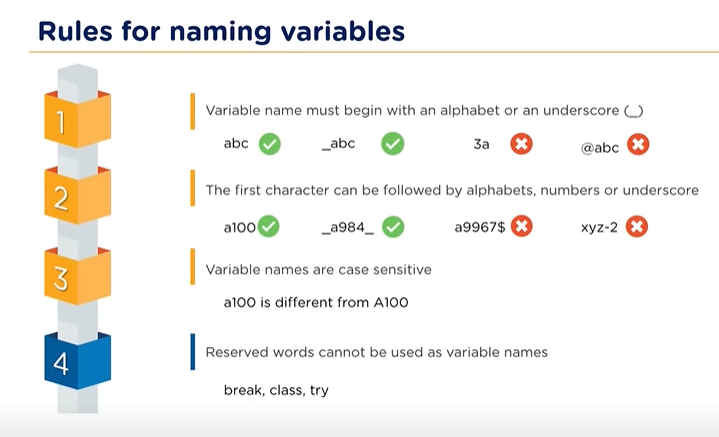 Rules for naming variables
1
Variable name must begin with an alphabet or an underscore (_)
abc _abc 3a @abc
2
The first character can be followed by alphabets, numbers or underscore
a100 _a984_ a9967$ xyz-2
3
Variable names are case sensitive
a100 is different from A100
4
Reserved words cannot be used as variable names
break, class, try